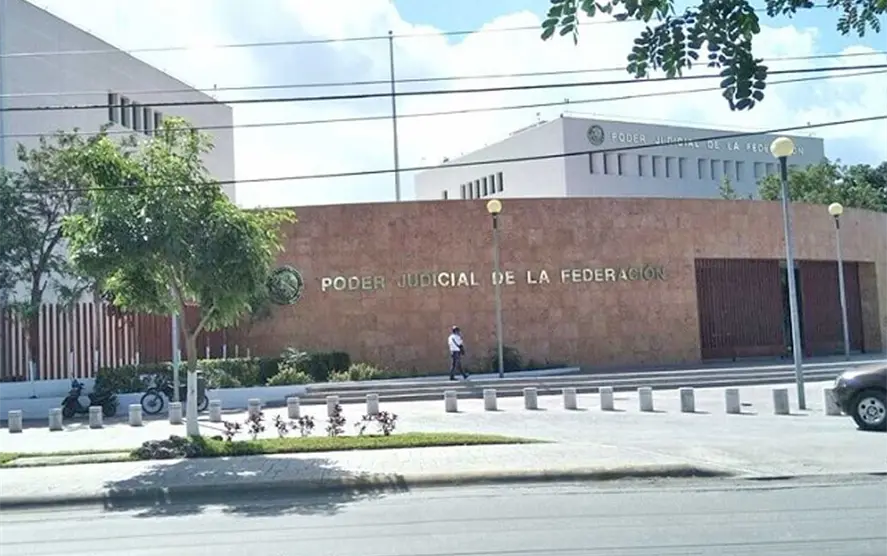 PODER JUDICIAL DE LA FEDERACIÓN
PODER JUDICIAL DE LA FEDERACIÓN